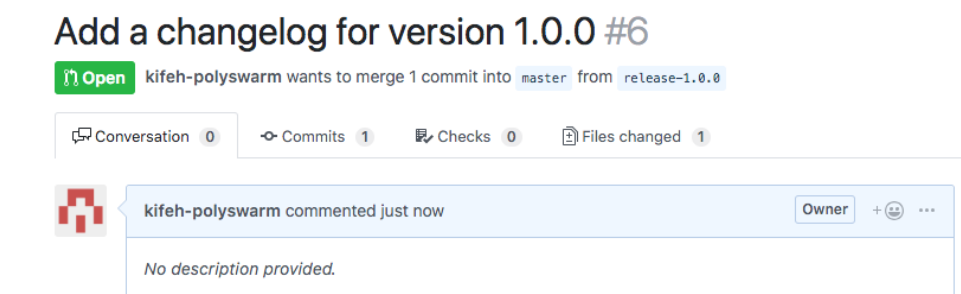 Add a changelog for version 1.0.0 #6
Open kifeh-polyswarm wants to merge 1 commit into master from release-1.0.0
Conversation 0 Commits 1 Checks 0 Files changed 1
kifeh-polyswarm commented just now Owner + ...
No description provided.